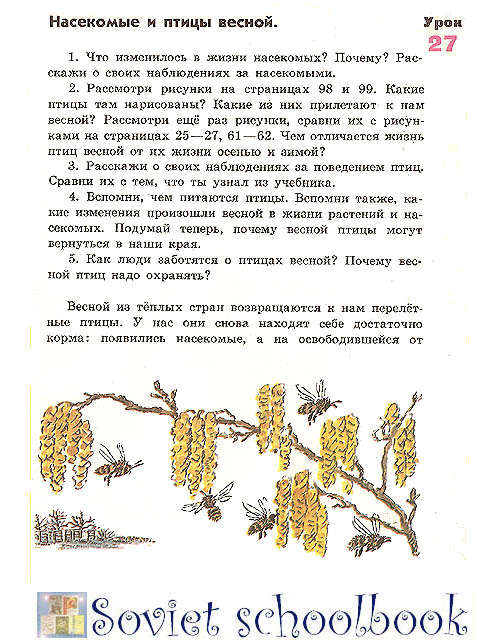 Насекомые и птицы весной.
Урок
27
1. Что изменилось в жизни насекомых? Почему? Рас-
скажи о своих наблюдениях за насекомыми.
2. Рассмотри рисунки на страницах 98 и 99. Какие
птицы там нарисованы? Какие из них прилетают к нам
весной? Рассмотри ещё раз рисунки, сравни их с рисун-
ками на страницах 25—27, 61—62. Чем отличается жизнь
птиц весной от их жизни осенью и зимой?
3. Расскажи о своих наблюдениях за поведением птиц.
Сравни их с тем, что ты узнал из учебника.
4. Вспомни, чем питаются птицы. Вспомни также, ка-
кие изменения произошли весной в жизни растений и на-
секомых. Подумай теперь, почему весной птицы могут
вернуться в наши края.
5. Как люди заботятся о птицах весной? Почему вес-
ной птиц надо охранять?
Весной из тёплых стран возвращаются к нам перелёт-
ные птицы. У нас они снова находят себе достаточно
корма: появились насекомые, а на освободившейся от
Soviet schoolbook